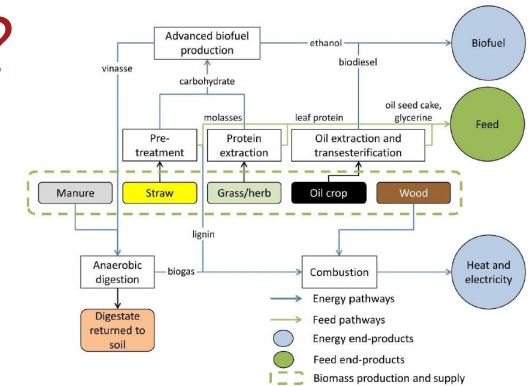 ?
Advanced biofuel
production
ethanol
Biofuel
vinasse
biodiesel
carbohydrate
oil seed cake,
glycerine
molasses
leaf protein
Feed
Pre-
treatment
Protein
extraction
Oil extraction and
transesterification
Manure
Straw
Grass/herb
Oil crop
Wood
lignin
Anaerobic
digestion
biogas
Combustion
Heat and
electricity
Digestate
returned to
soil
Energy pathways
Feed pathways
Energy end-products
Feed end-products
Biomass production and supply